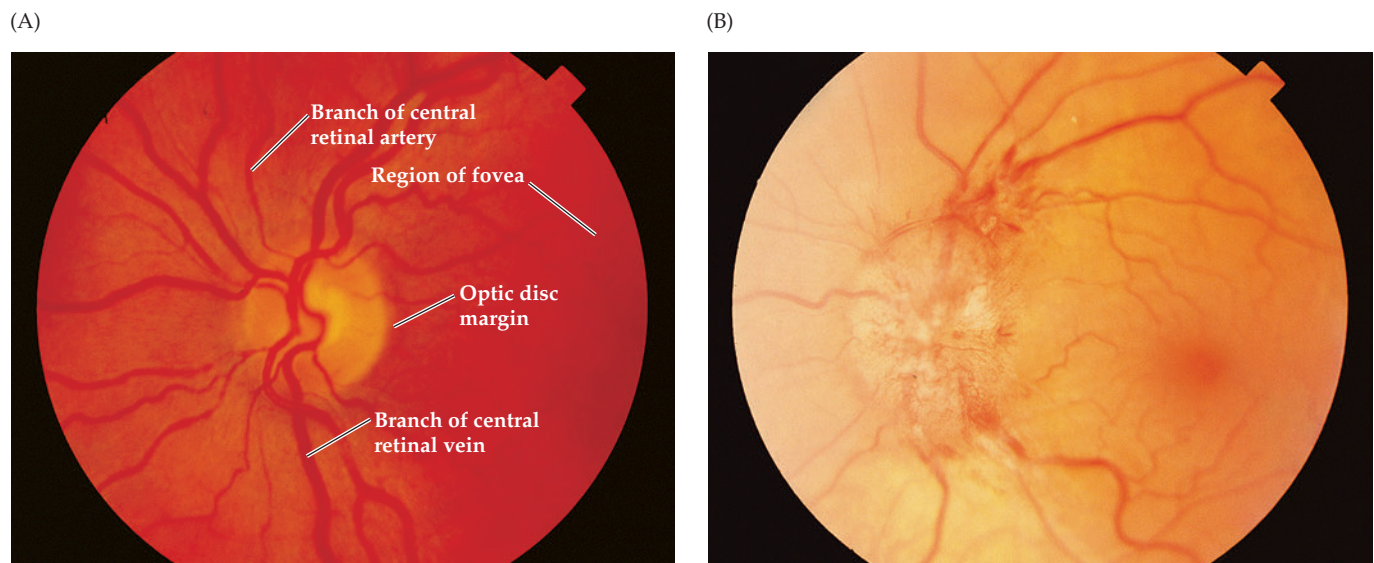 (A)
(B)
Branch of central
retinal artery
Region of fovea
Optic disc
margin
Branch of central
retinal vein